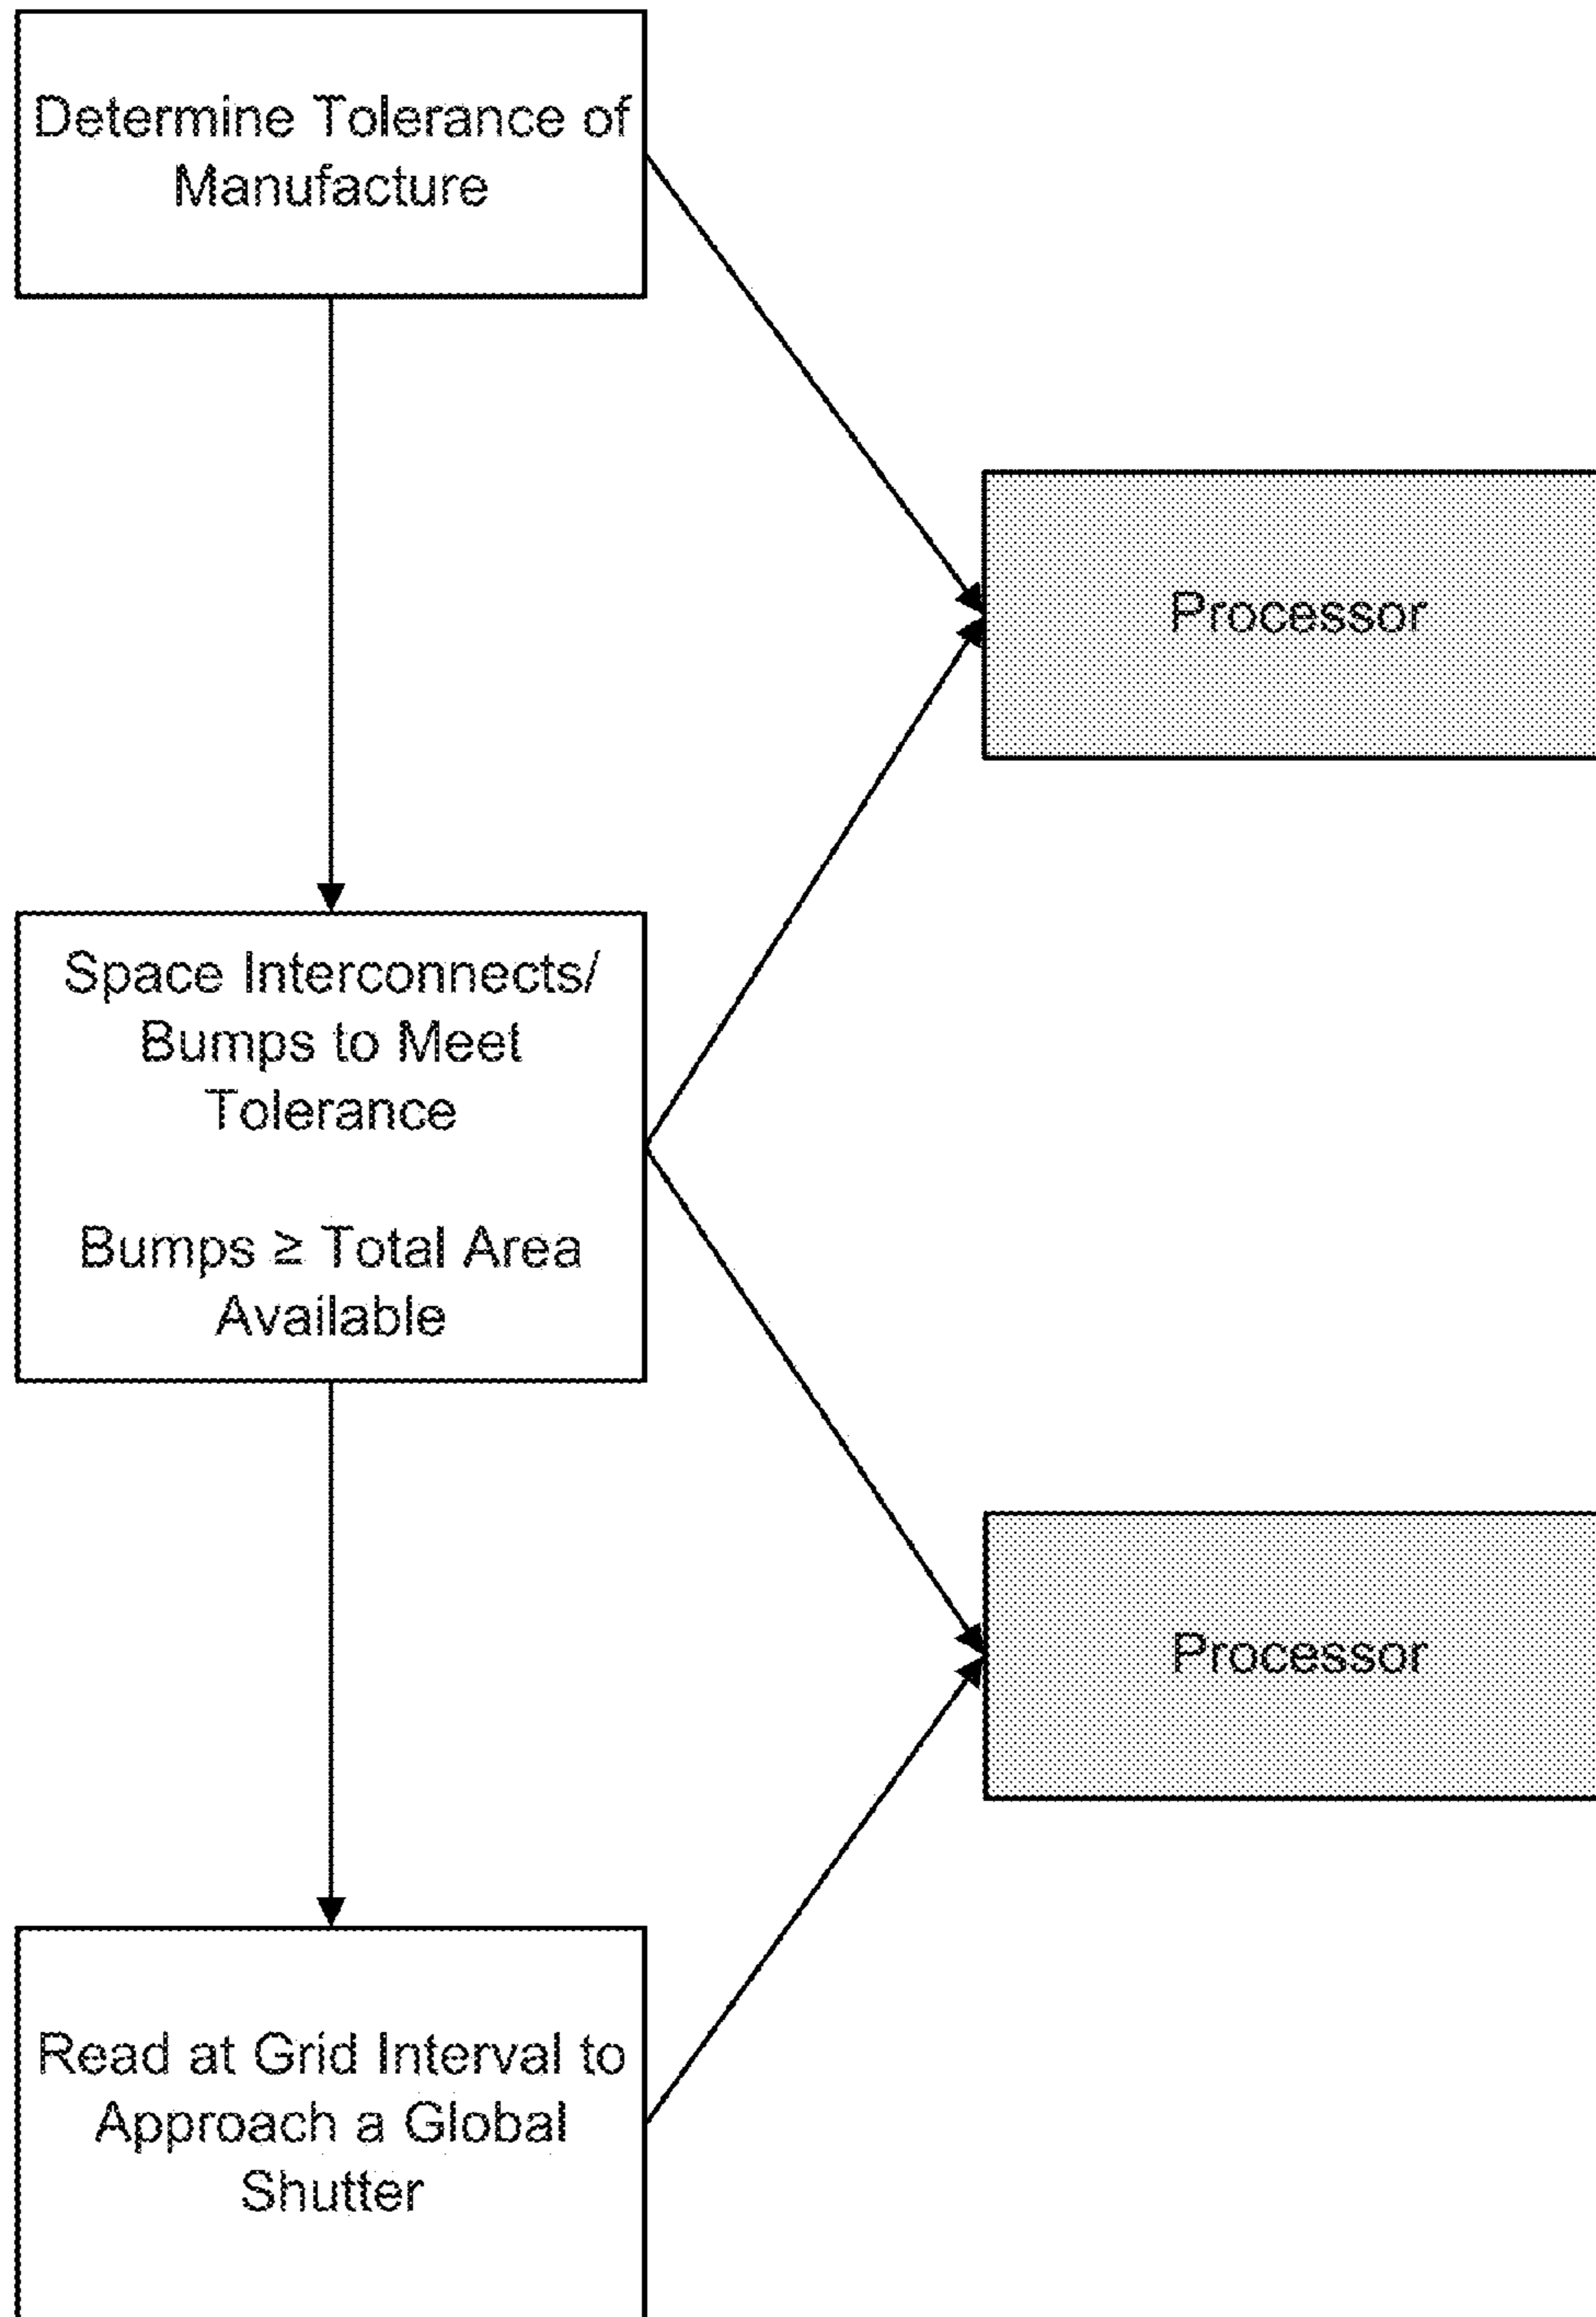 Determine Tolerance of
Manufacture
Processor
Space Interconnects/
Bumps to Meet
Tolerance
Bumps ≥ Total Area
Available
Processor
Read at Grid Interval to
Approach a Global
Shutter